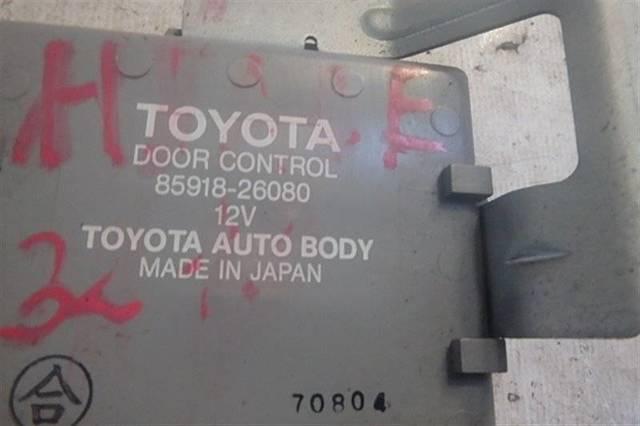 H E
TOYOTA
DOOR CONTROL
85918-26080
12V
TOYOTA AUTO BODY
MADE IN JAPAN
合
70804